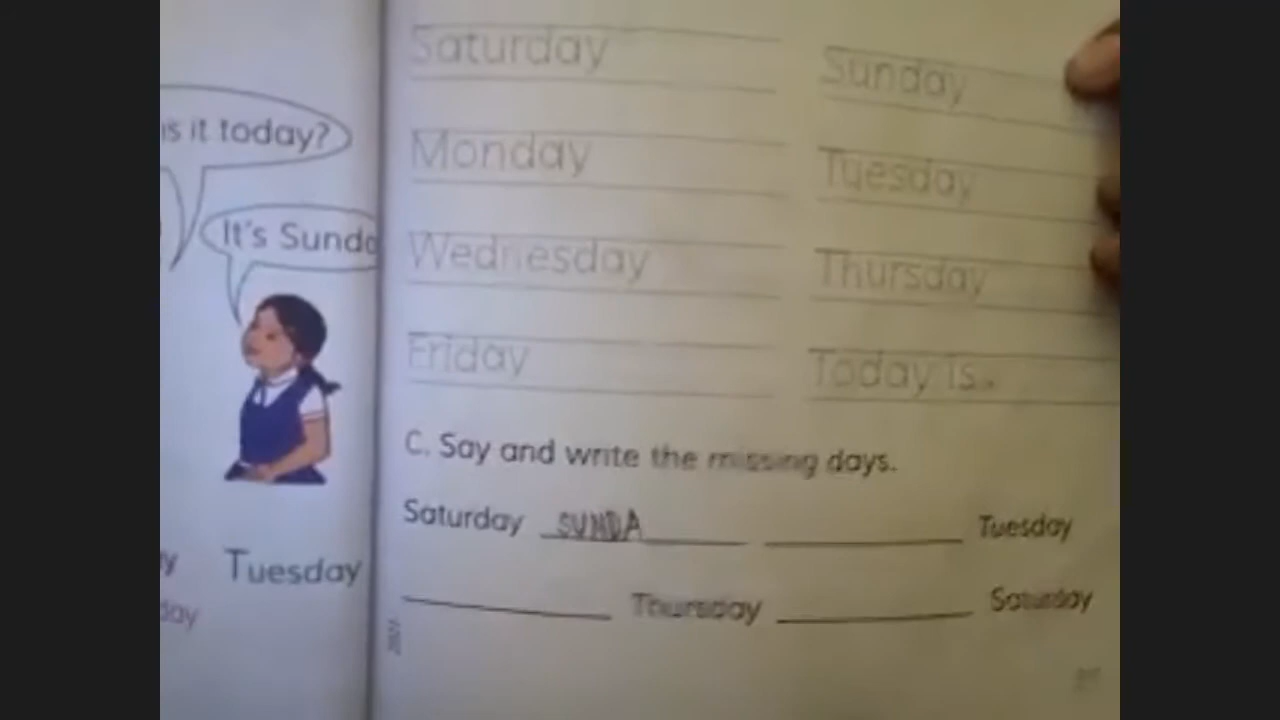 is it today?
It's Sunda
Tuesday
day
Saturday Sunday
Monday Tuesday
Wednesday Thursday
Friday Today is
C. Say and write the missing days.
Saturday SUNDA Tuesday
Thursday Saturday